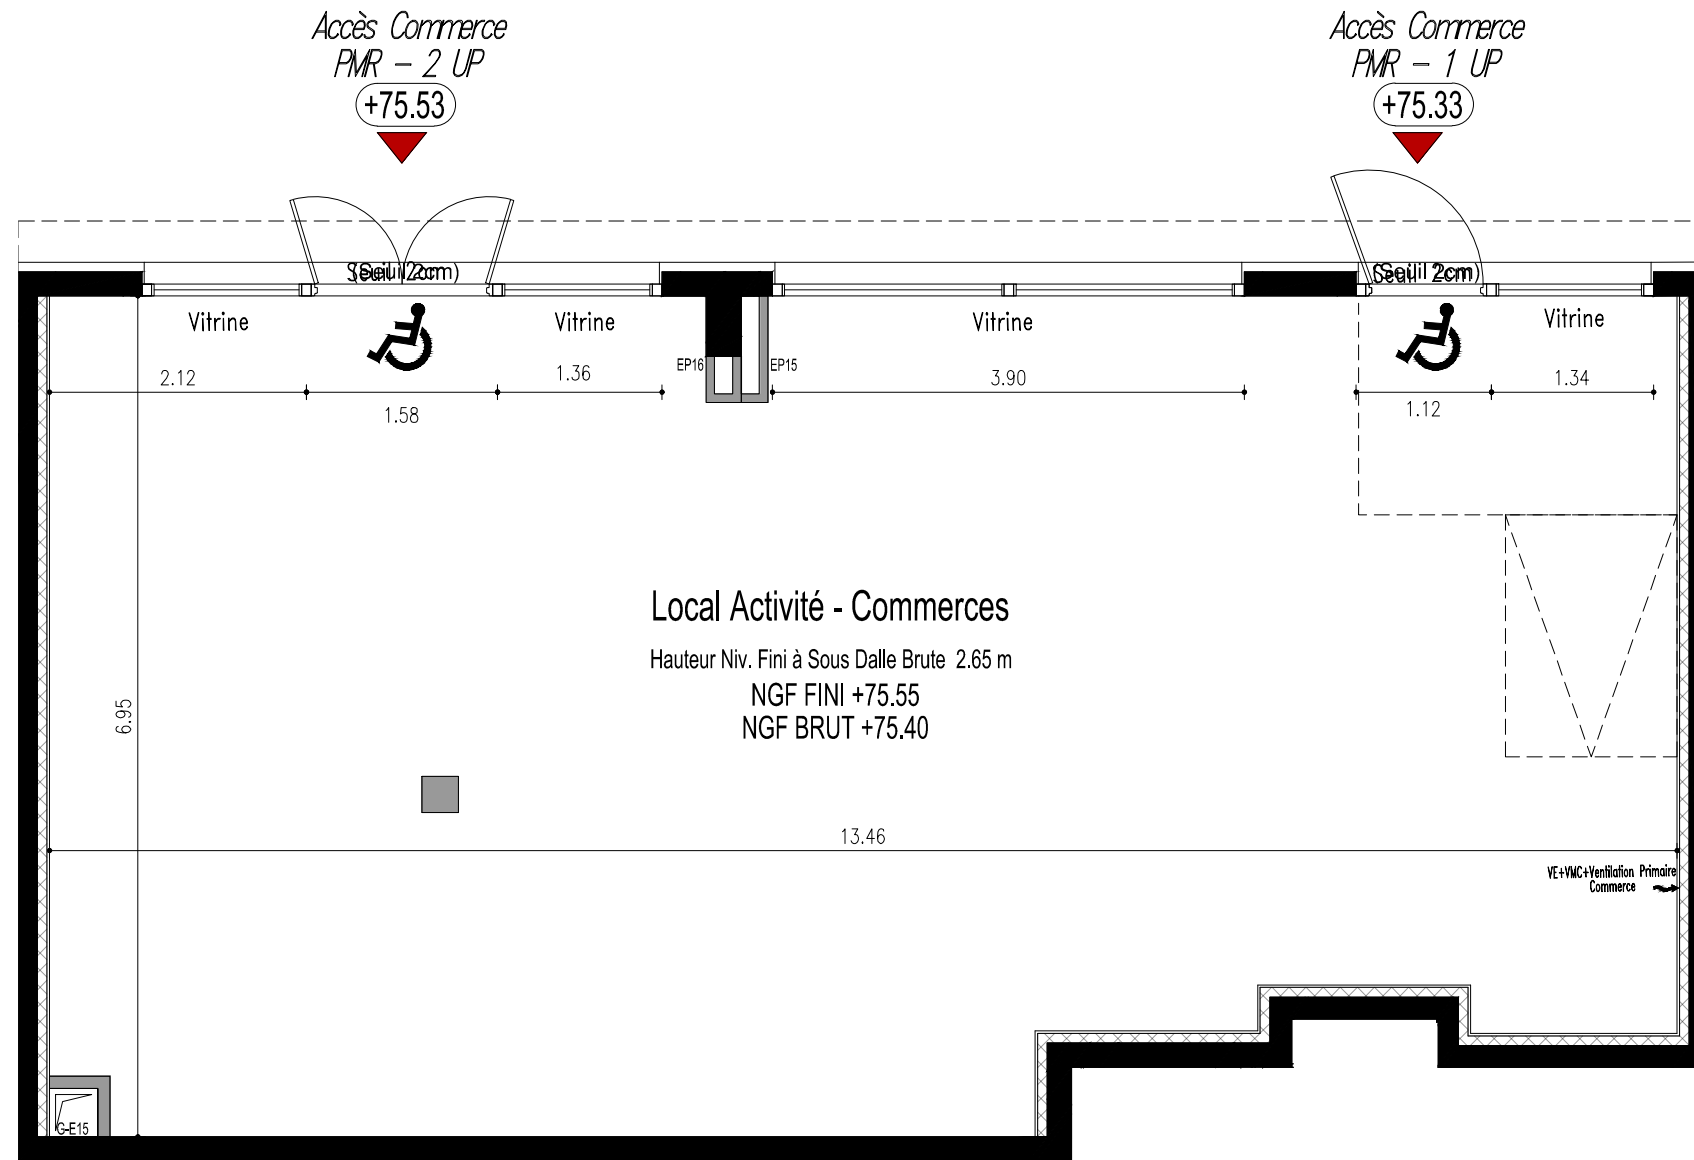 Accès Commerce
PMR - 2 UP
+75.53
Accès Commerce
PMR - 1 UP
+75.33
(Seuil 2cm)
(Seuil 2cm)
Vitrine
Vitrine
Vitrine
Vitrine
EP16
EP15
2.12
1.58
1.36
3.90
1.12
1.34
Local Activité - Commerces
Hauteur Niv. Fini à Sous Dalle Brute 2.65 m
NGF FINI +75.55
NGF BRUT +75.40
6.95
13.46
VE+VMC+Ventilation Primaire
Commerce
G-E15